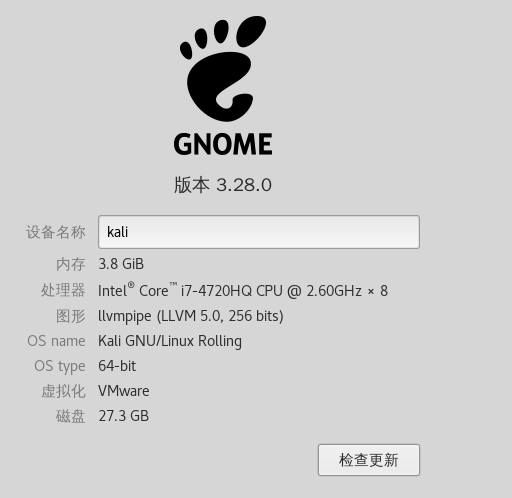 GNOME
版本 3.28.0
设备名称 kali
内存 3.8 GiB
处理器 Intel® Core™ i7-4720HQ CPU @ 2.60GHz × 8
图形 llvmpipe (LLVM 5.0, 256 bits)
OS name Kali GNU/Linux Rolling
OS type 64-bit
虚拟化 VMware
磁盘 27.3 GB
检查更新